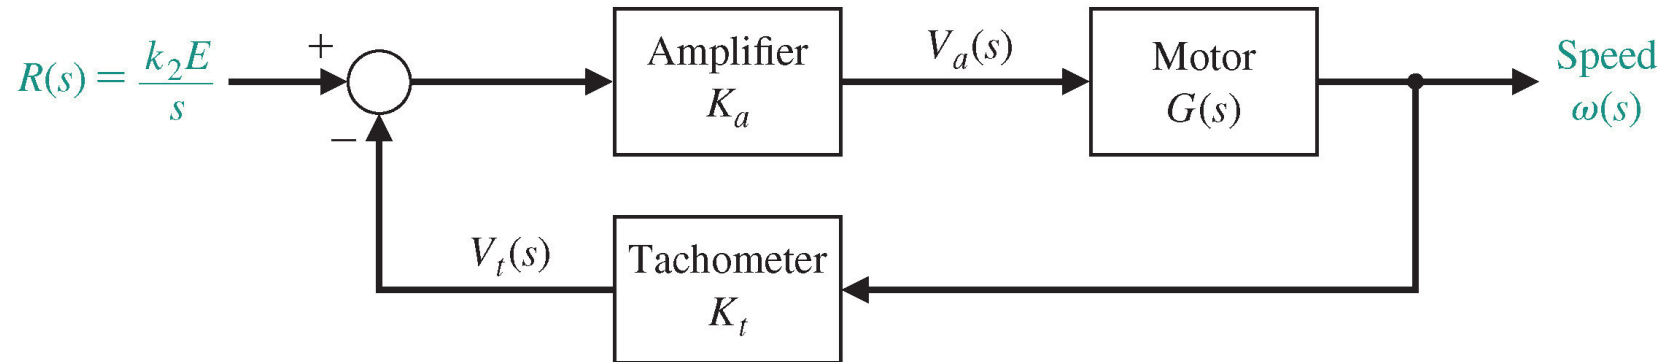 R(s) = k₂E/s
+
−
Amplifier
Kₐ
Vₐ(s)
Motor
G(s)
Speed
ω(s)
Vₜ(s)
Tachometer
Kₜ